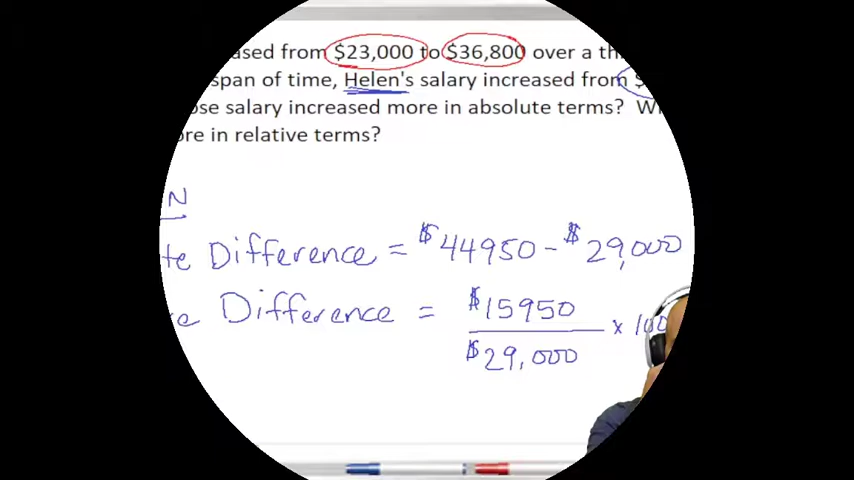 ased from $23,000 to $36,800 over a th
span of time, Helen's salary increased from $
ose salary increased more in absolute terms? W
ore in relative terms?
N
te Difference = $44950 - $29,000
e Difference = $15950
$29,000 x 100